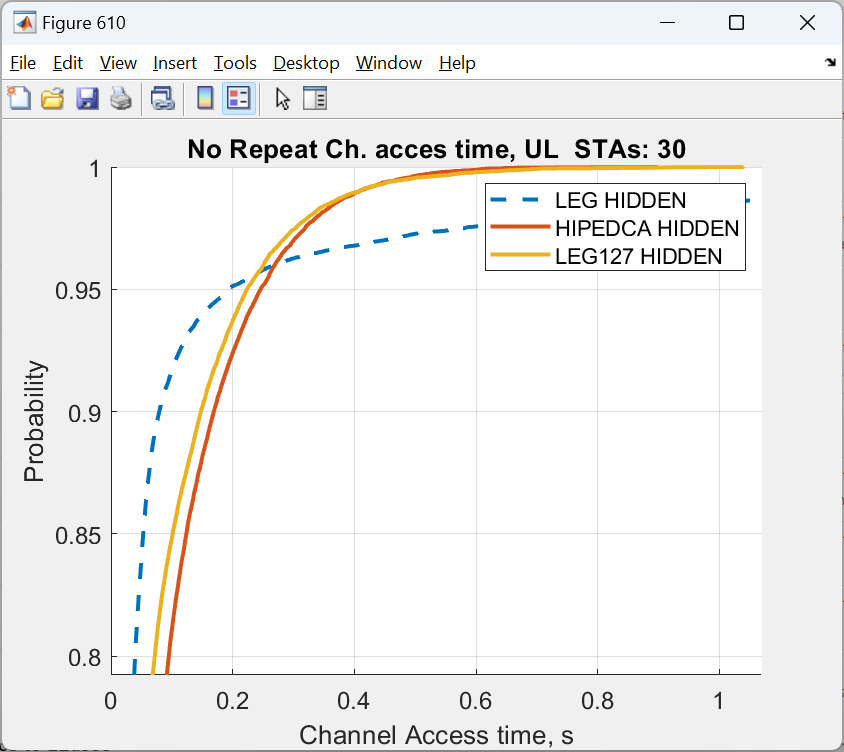 Figure 610
File Edit View Insert Tools Desktop Window Help
No Repeat Ch. acces time, UL  STAs: 30
LEG HIDDEN
HIPEDCA HIDDEN
LEG127 HIDDEN
Probability
1
0.95
0.9
0.85
0.8
0 0.2 0.4 0.6 0.8 1
Channel Access time, s